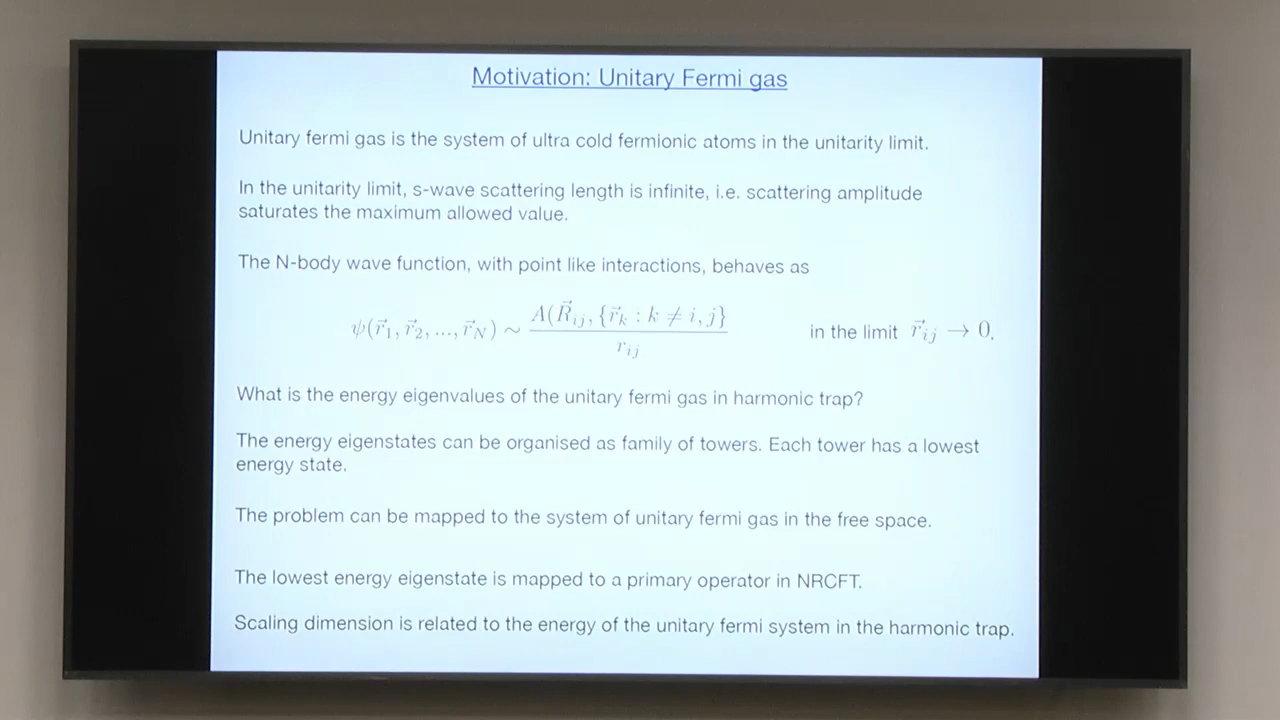 Motivation: Unitary Fermi gas
Unitary fermi gas is the system of ultra cold fermionic atoms in the unitarity limit.
In the unitarity limit, s-wave scattering length is infinite, i.e. scattering amplitude
saturates the maximum allowed value.
The N-body wave function, with point like interactions, behaves as
ψ(r⃗₁, r⃗₂, ..., r⃗_N) ~ A(R⃗_{ij}, {r⃗_k : k ≠ i, j} / r_{ij} in the limit r⃗_{ij} → 0.
What is the energy eigenvalues of the unitary fermi gas in harmonic trap?
The energy eigenstates can be organised as family of towers. Each tower has a lowest
energy state.
The problem can be mapped to the system of unitary fermi gas in the free space.
The lowest energy eigenstate is mapped to a primary operator in NRCFT.
Scaling dimension is related to the energy of the unitary fermi system in the harmonic trap.